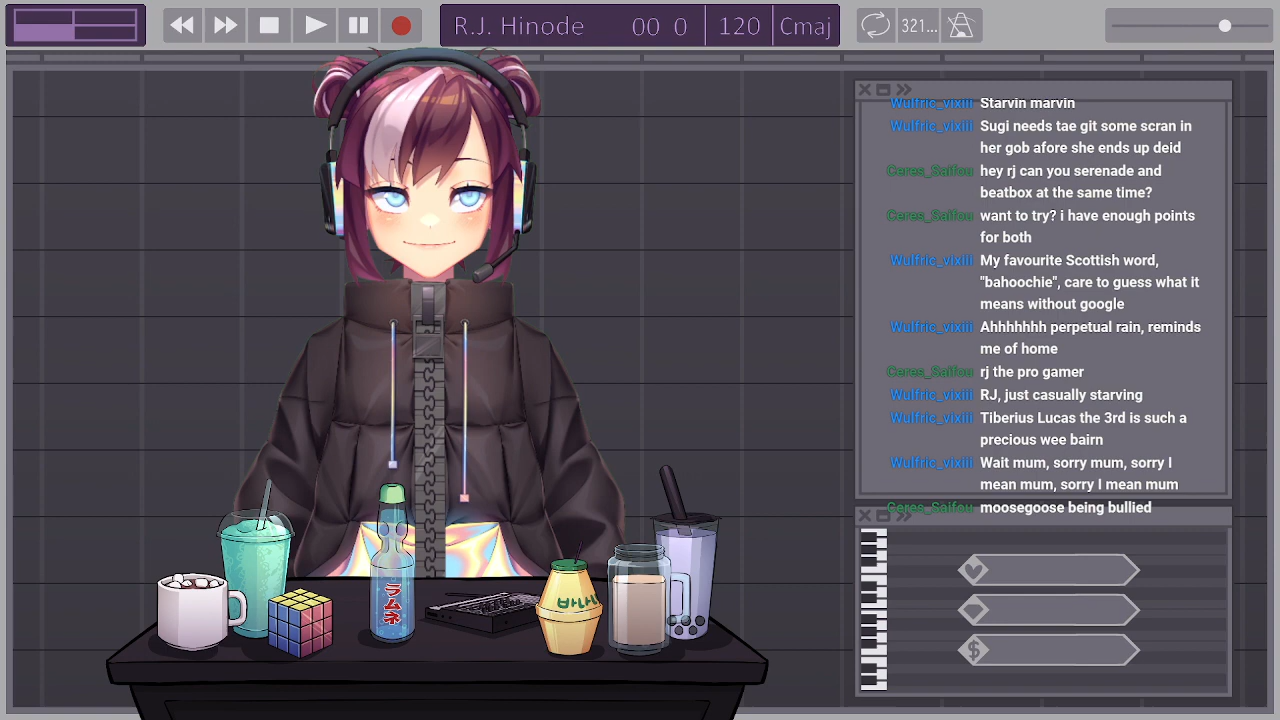 321...
R.J. Hinode 00 0 120 Cmaj
Wulfric_vixiii Starvin marvin
Wulfric_vixiii Sugi needs tae git some scran in
her gob afore she ends up deid
Ceres_Saifou hey rj can you serenade and
beatbox at the same time?
Ceres_Saifou want to try? i have enough points
for both
Wulfric_vixiii My favourite Scottish word,
"bahoochie", care to guess what it
means without google
Wulfric_vixiii Ahhhhhhh perpetual rain, reminds
me of home
Ceres_Saifou rj the pro gamer
Wulfric_vixiii RJ, just casually starving
Wulfric_vixiii Tiberius Lucas the 3rd is such a
precious wee bairn
Wulfric_vixiii Wait mum, sorry mum, sorry I
mean mum, sorry I mean mum
Ceres_Saifou moosegoose being bullied
ラムネ
바나
$